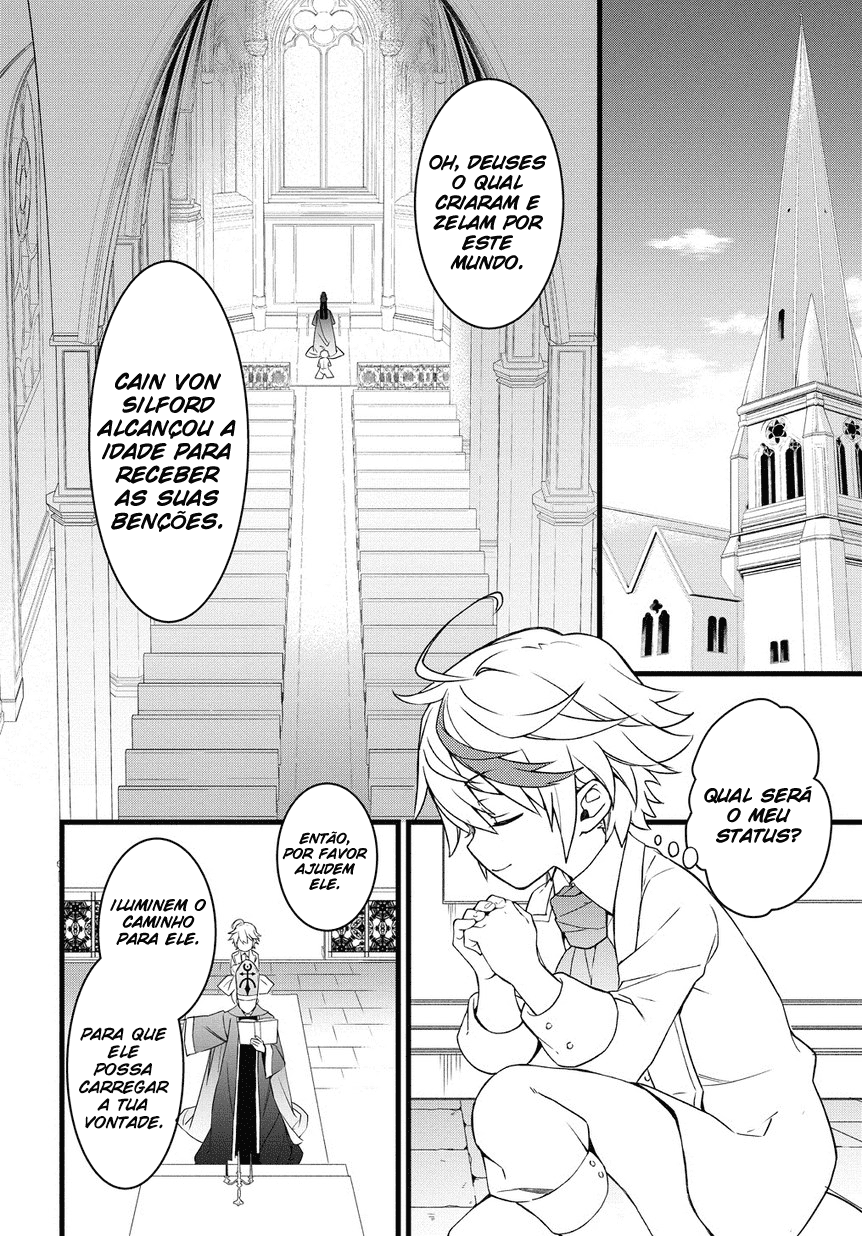 OH, DEUSES
O QUAL
CRIARAM E
ZELAM POR
ESTE
MUNDO.
CAIN VON
SILFORD
ALCANÇOU A
IDADE PARA
RECEBER
AS SUAS
BENÇÕES.
QUAL SERÁ
O MEU
STATUS?
ENTÃO,
POR FAVOR
AJUDEM
ELE.
ILUMINEM O
CAMINHO
PARA ELE.
PARA QUE
ELE
POSSA
CARREGAR
A TUA
VONTADE.